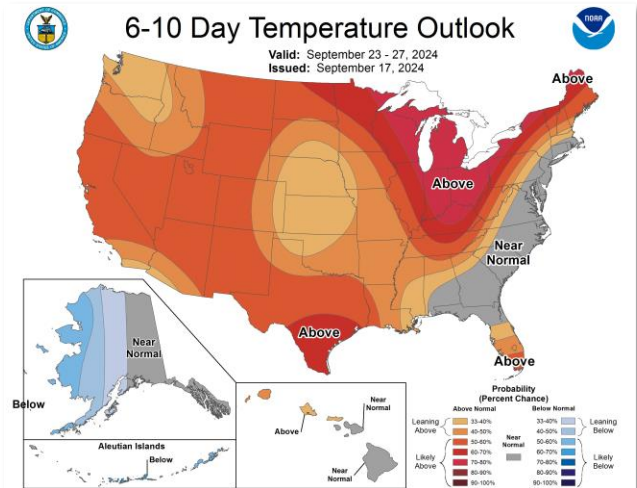 6-10 Day Temperature Outlook
NOAA
Valid: September 23 - 27, 2024
Issued: September 17, 2024
Above
Above
Near
Normal
Above
Above
Near
Normal
Below
Aleutian Islands
Below
Near
Normal
Above
Near
Normal
Probability
(Percent Chance)
Above Normal
Below Normal
Leaning
Above
33-40%
40-50%
33-40%
40-50%
Leaning
Below
Likely
Above
50-60%
60-70%
70-80%
80-90%
90-100%
Near
Normal
50-60%
60-70%
70-80%
80-90%
90-100%
Likely
Below